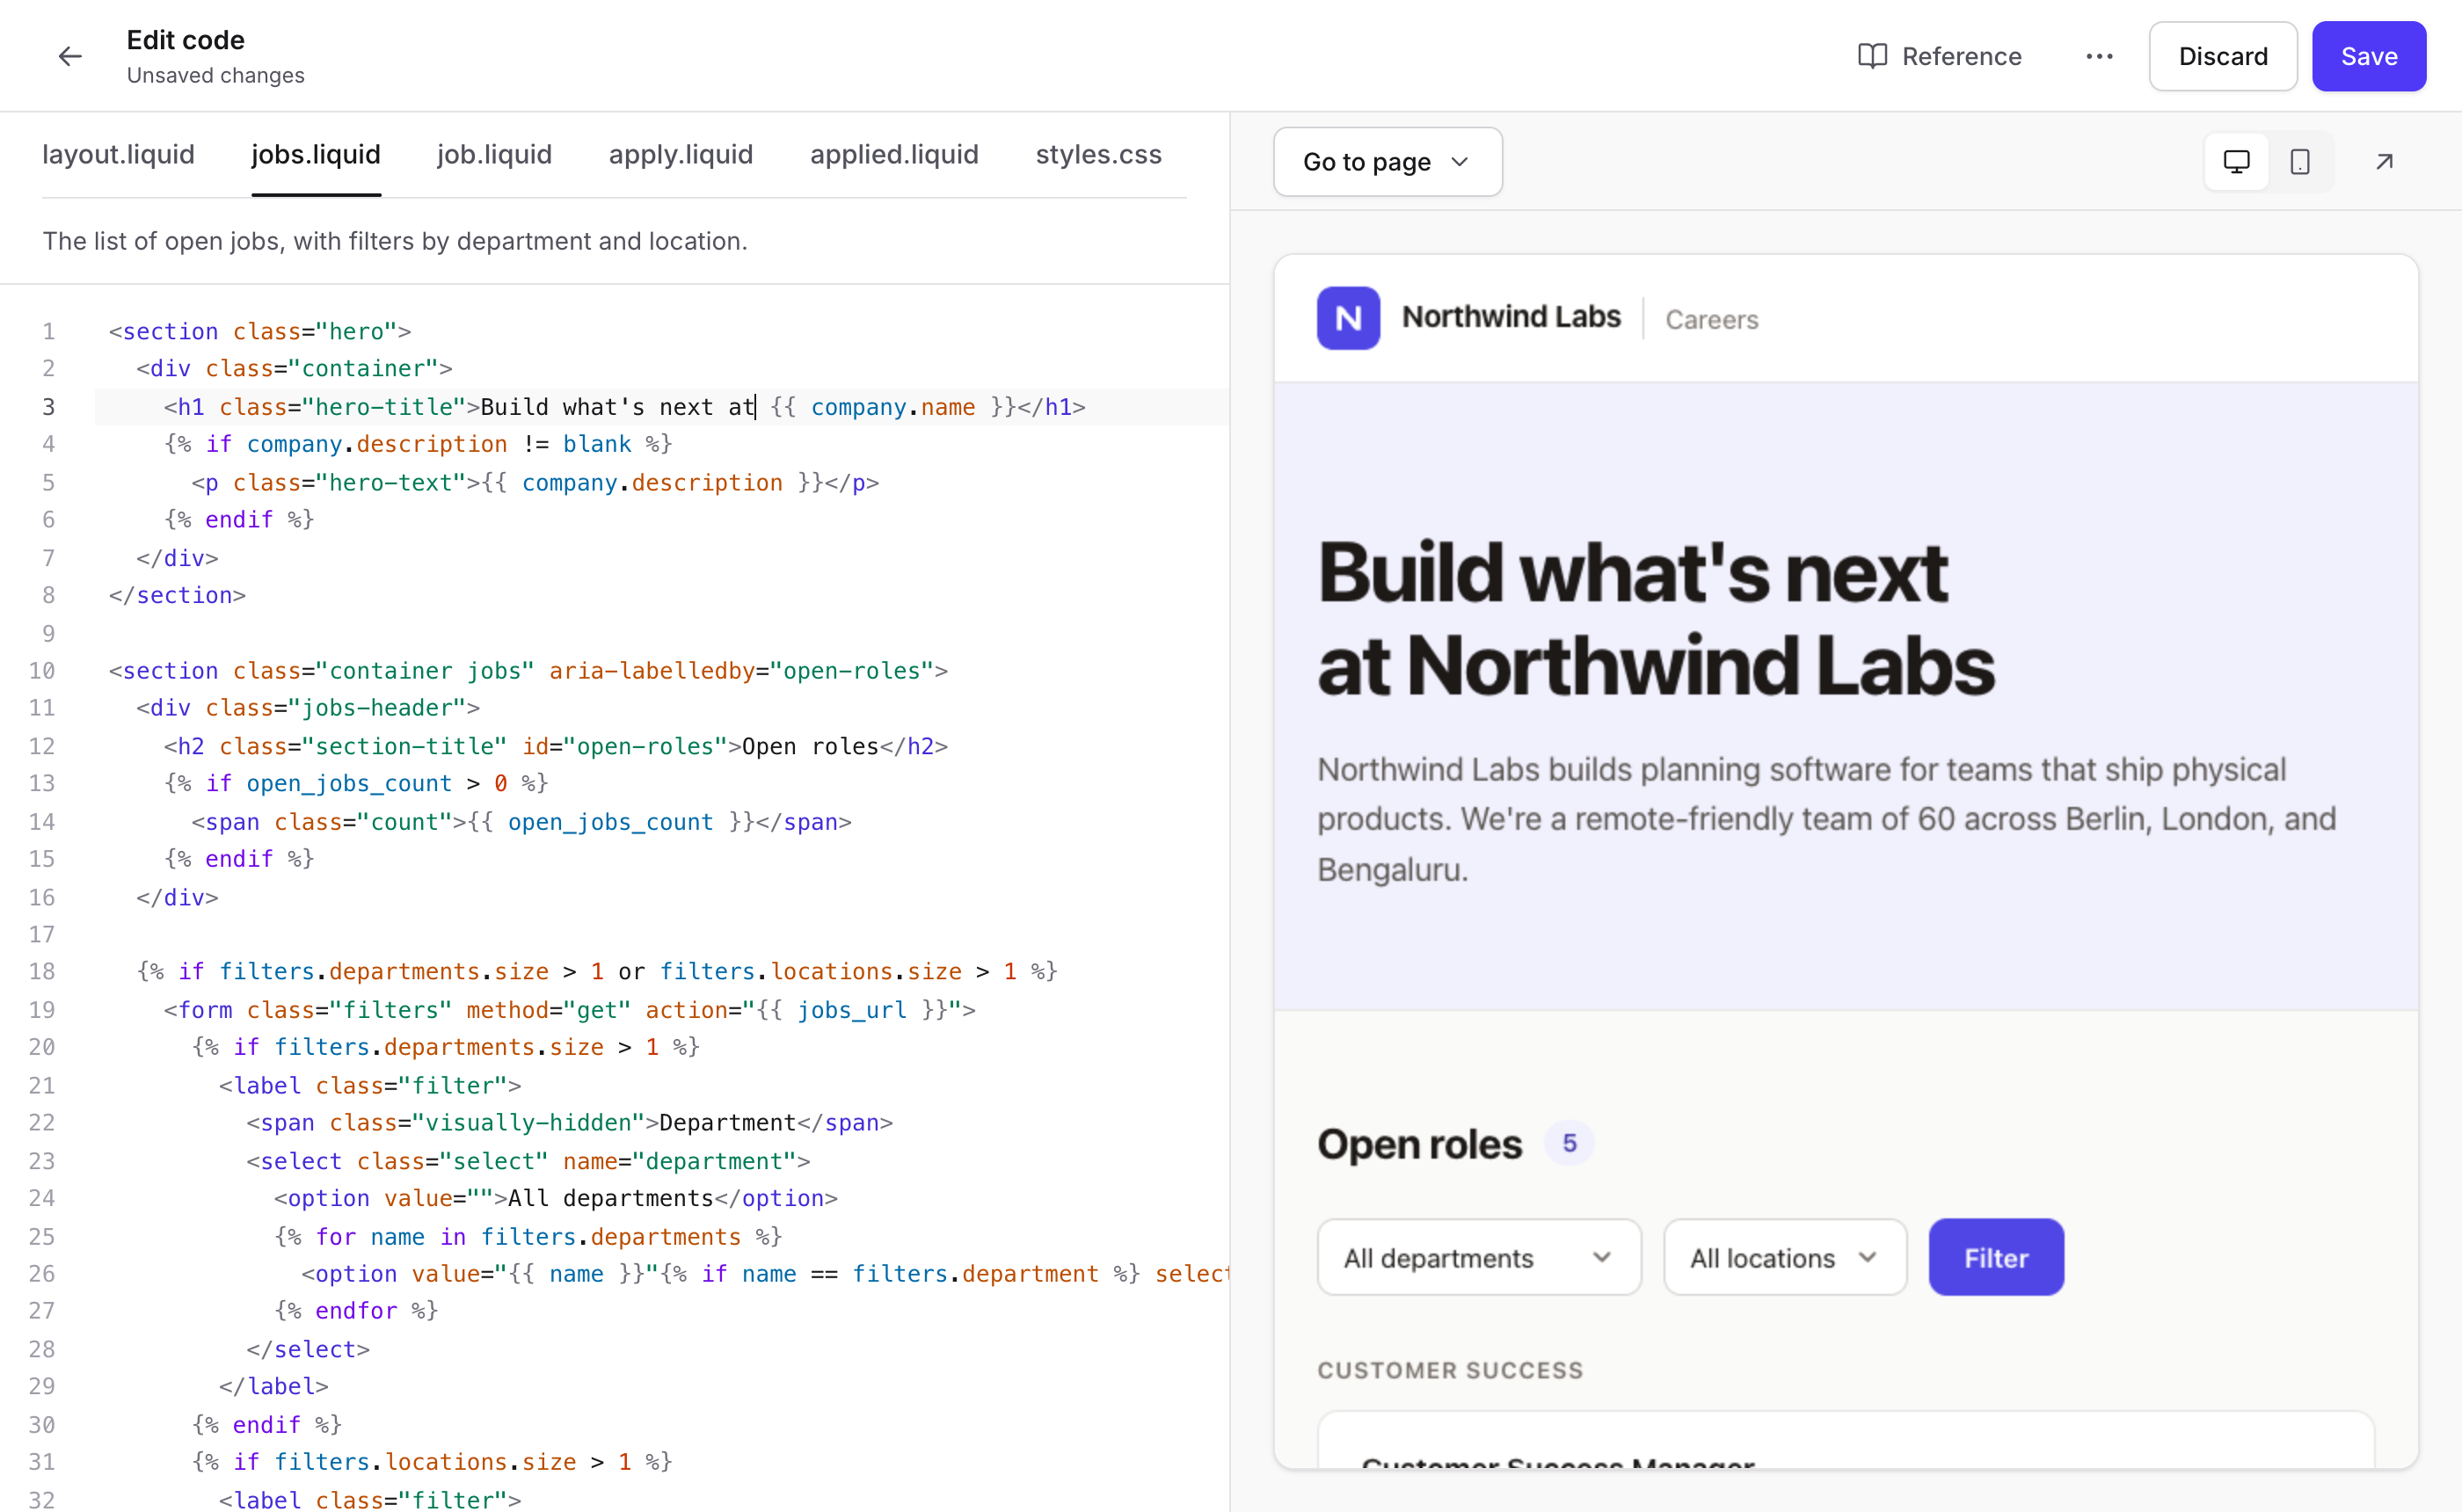 Edit code
Unsaved changes
Reference
Discard
Save
layout.liquid
jobs.liquid
job.liquid
apply.liquid
applied.liquid
styles.css
The list of open jobs, with filters by department and location.
1 <section class="hero">
2 <div class="container">
3 <h1 class="hero-title">Build what's next at {{ company.name }}</h1>
4 {% if company.description != blank %}
5 <p class="hero-text">{{ company.description }}</p>
6 {% endif %}
7 </div>
8 </section>
9
10 <section class="container jobs" aria-labelledby="open-roles">
11 <div class="jobs-header">
12 <h2 class="section-title" id="open-roles">Open roles</h2>
13 {% if open_jobs_count > 0 %}
14 <span class="count">{{ open_jobs_count }}</span>
15 {% endif %}
16 </div>
17
18 {% if filters.departments.size > 1 or filters.locations.size > 1 %}
19 <form class="filters" method="get" action="{{ jobs_url }}">
20 {% if filters.departments.size > 1 %}
21 <label class="filter">
22 <span class="visually-hidden">Department</span>
23 <select class="select" name="department">
24 <option value="">All departments</option>
25 {% for name in filters.departments %}
26 <option value="{{ name }}"{% if name == filters.department %} select
27 {% endfor %}
28 </select>
29 </label>
30 {% endif %}
31 {% if filters.locations.size > 1 %}
32 <label class="filter">
Go to page
N
Northwind Labs
Careers
Build what's next
at Northwind Labs
Northwind Labs builds planning software for teams that ship physical
products. We're a remote-friendly team of 60 across Berlin, London, and
Bengaluru.
Open roles 5
All departments
All locations
Filter
CUSTOMER SUCCESS
Customer Success Manager